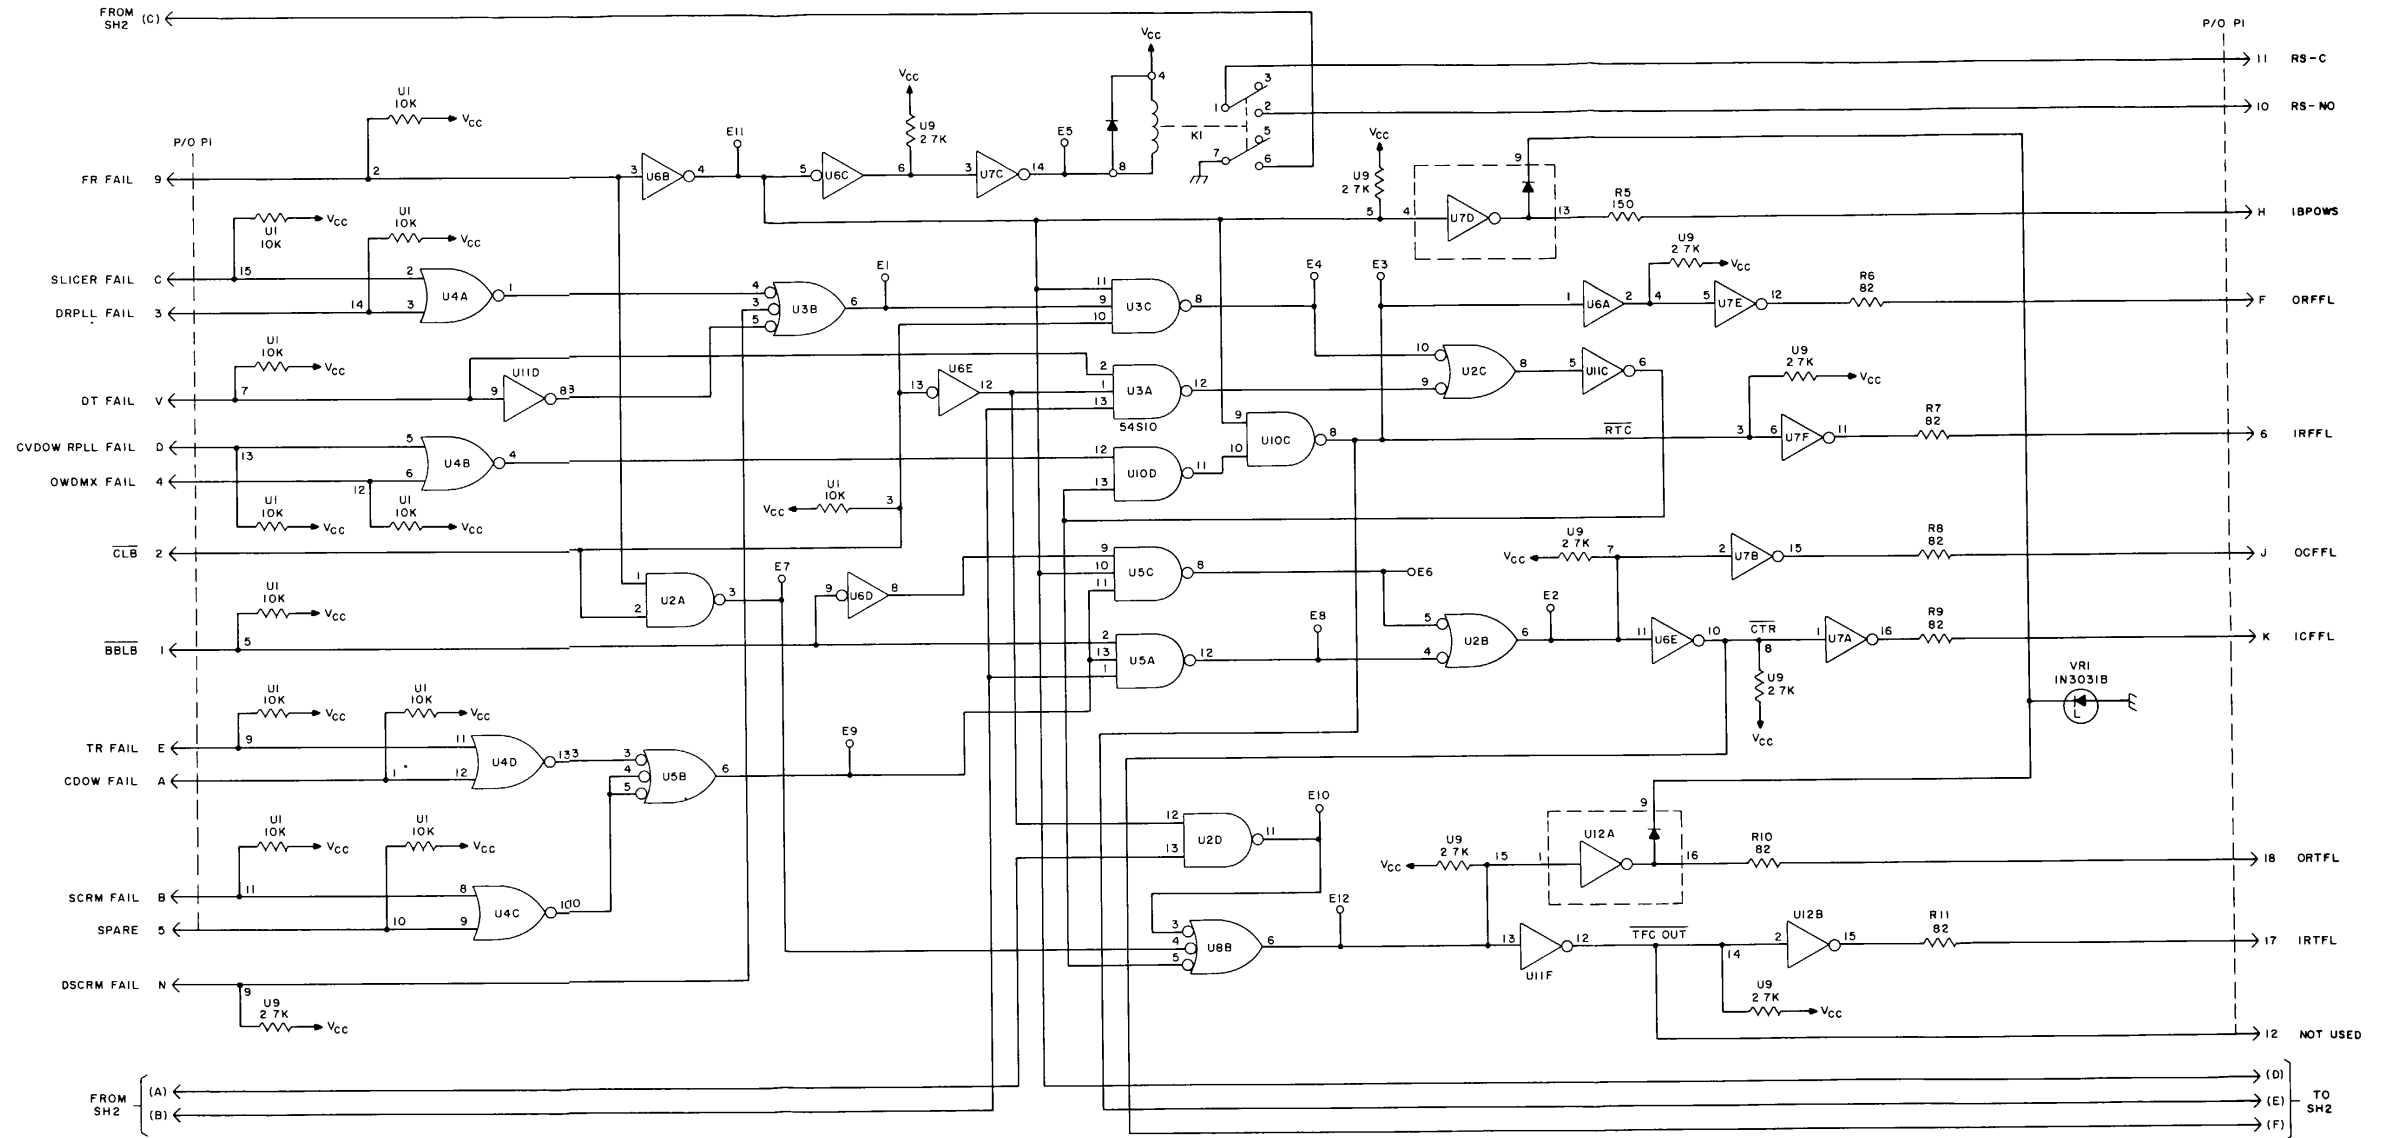 FROM
SH2 (C)
P/O P1
11 RS-C
10 RS-NO
VCC
4
3
1
2
K1
5
7
6
8
U1
10K
VCC
P/O P1
FR FAIL 9
2
3 U6B 4
E11
5 U6C 6
VCC
U9
2 7K
3 U7C 14
E5
VCC
U9
2 7K
5
4 U7D
9
13
R5
150
H IBPOWS
U1
10K
VCC
U1
10K
VCC
SLICER FAIL C
15
DRPLL FAIL 3
14
2
3
U4A
1
4
3
5
U3B
6
E1
11
9
10
U3C
8
E4
E3
1 U6A 2
4
U9
2 7K
VCC
5 U7E 12
R6
82
F ORFFL
U1
10K
VCC
DT FAIL V
7
9 U11D 8 3
13 U6E 12
2
1
13
U3A
12
54S10
10
9
U2C
8
5 U11C 6
U9
2 7K
VCC
CVDOW RPLL FAIL D
13
OWDMX FAIL 4
12
5
6
U4B
4
U1
10K
VCC
U1
10K
VCC
U1
10K
VCC
3
12
13
U10D
11
9
10
U10C
8
RTC
3
6 U7F 11
R7
82
6 IRFFL
CLB 2
1
2
U2A
3
E7
9 U6D 8
9
10
11
U5C
8
E6
VCC
U9
2 7K
7
2 U7B 15
R8
82
J OCFFL
U1
10K
VCC
BBLB 1
5
2
13
1
U5A
12
E8
5
4
U2B
6
E2
11 U6E 10
CTR
8
U9
2 7K
VCC
1 U7A 16
R9
82
K ICFFL
VR1
1N3031B
U1
10K
VCC
U1
10K
VCC
TR FAIL E
9
CDOW FAIL A
1
11
12
U4D
13 3
3
4
5
U5B
6
E9
U1
10K
VCC
U1
10K
VCC
SCRM FAIL B
11
SPARE 5
10
8
9
U4C
10 10
12
13
U2D
11
E10
VCC
U9
2 7K
15
1
U12A
9
16
R10
82
18 ORTFL
DSCRM FAIL N
9
U9
2 7K
VCC
3
4
5
U8B
6
E12
13
U11F
12
TFC OUT
14
U9
2 7K
VCC
2
U12B
15
R11
82
17 IRTFL
12 NOT USED
FROM
SH2
(A)
(B)
(D)
(E)
(F)
TO
SH2